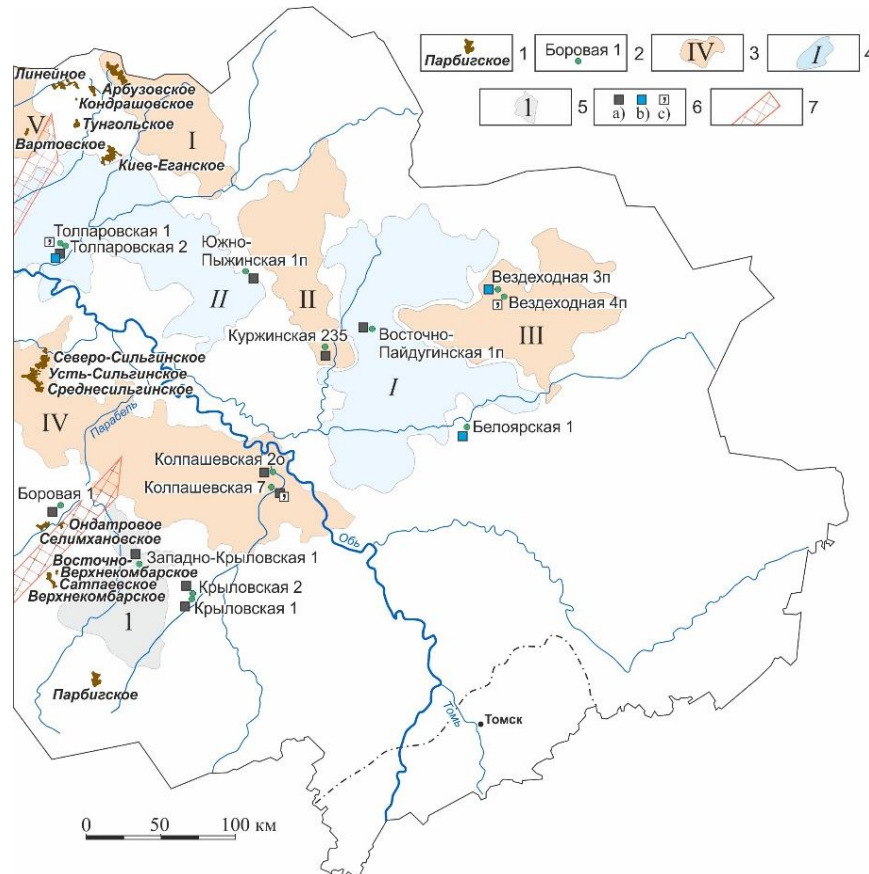 Парбигское 1
Боровая 1 2
IV 3
I 4
1 5
a) b) c) 6
7
Линейное
Арбузовское
Кондрашовское
V
Тунгольское
I
Вартовское
Киев-Еганское
Толпаровская 1
Толпаровская 2
Южно-
Пыжинская 1п
II
II
Вездеходная 3п
Вездеходная 4п
III
Куржинская 235
Восточно-
Пайдугинская 1п
I
Северо-Сильгинское
Усть-Сильгинское
Среднесильгинское
IV
Парабель
Белоярская 1
Колпашевская 2о
Колпашевская 7
Боровая 1
Ондатровое
Селимхановское
Обь
Западно-Крыловская 1
Восточно-
Верхнекомбарское
Сатпаевское
Верхнекомбарское
Крыловская 2
Крыловская 1
1
Парбигское
Томь
Томск
0 50 100 км